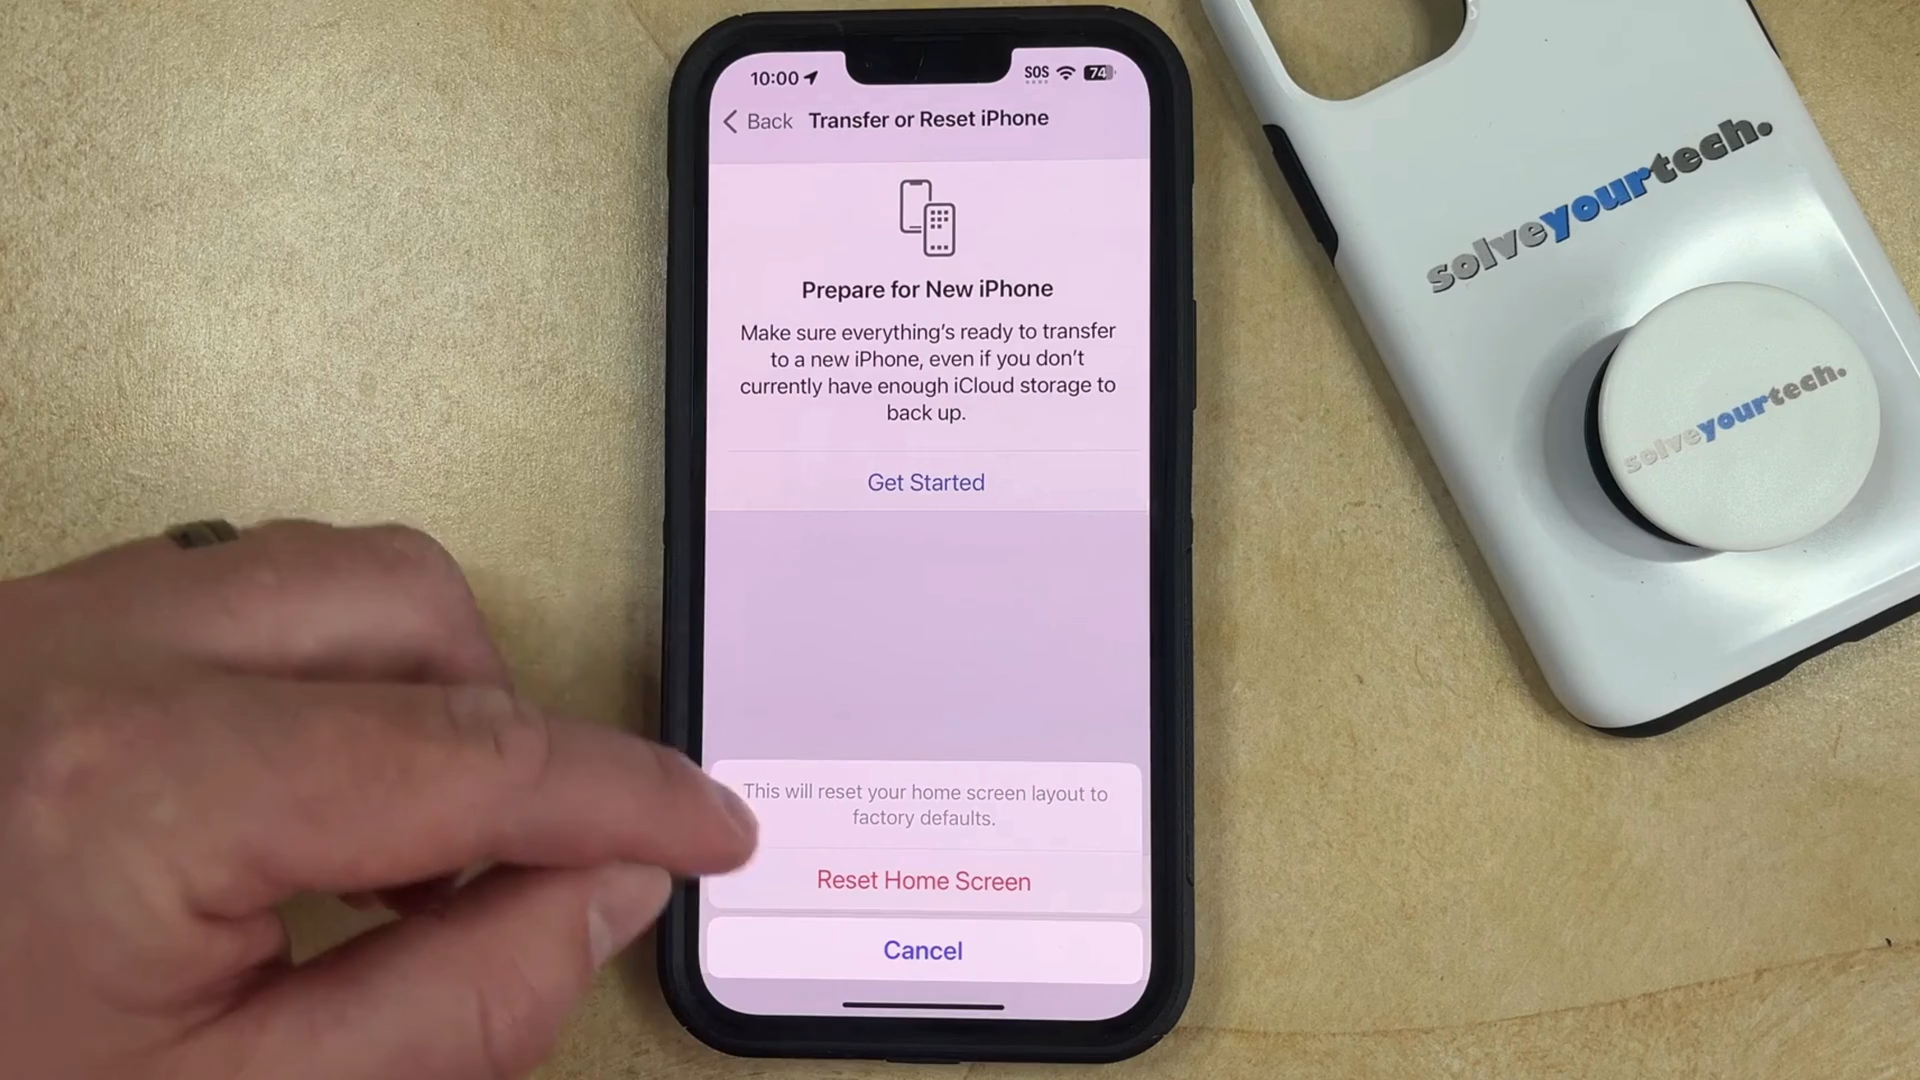 10:00
SOS
74
Back
Transfer or Reset iPhone
Prepare for New iPhone
Make sure everything's ready to transfer
to a new iPhone, even if you don't
currently have enough iCloud storage to
back up.
Get Started
This will reset your home screen layout to
factory defaults.
Reset Home Screen
Cancel
solveyourtech.
solveyourtech.